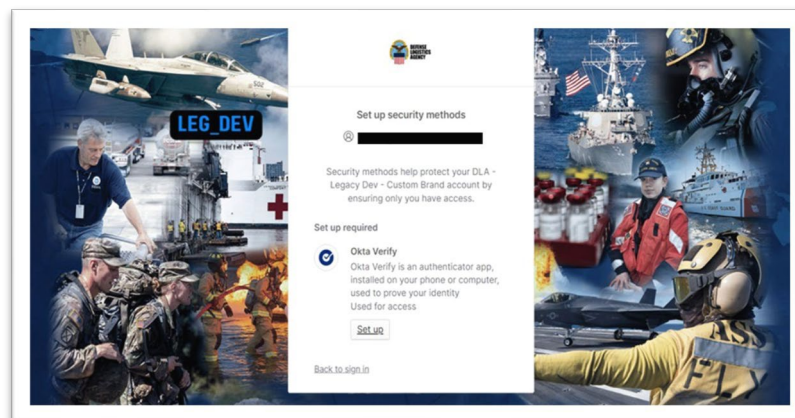 DEFENSE
LOGISTICS
AGENCY
LEG_DEV
Set up security methods
Security methods help protect your DLA -
Legacy Dev - Custom Brand account by
ensuring only you have access.
Set up required
Okta Verify
Okta Verify is an authenticator app,
installed on your phone or computer,
used to prove your identity
Used for access
Set up
Back to sign in
502
FLY